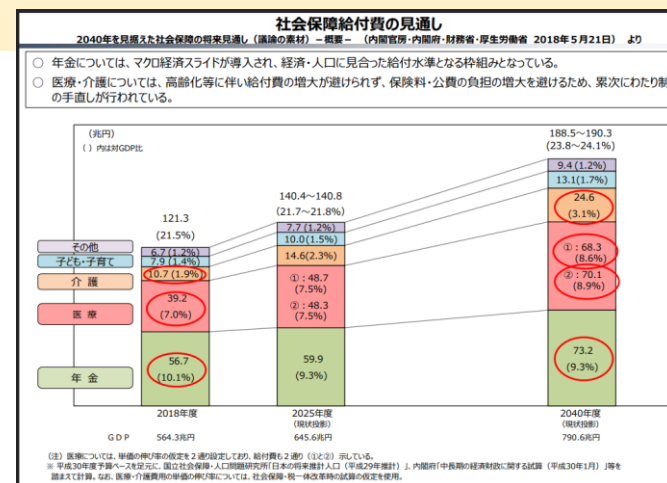 社会保障給付費の見通し
2040年を見据えた社会保障の将来見通し（議論の素材）－概要－ （内閣官房・内閣府・財務省・厚生労働省 2018年5月21日） より
○ 年金については、マクロ経済スライドが導入され、経済・人口に見合った給付水準となる枠組みとなっている。
○ 医療・介護については、高齢化等に伴い給付費の増大が避けられず、保険料・公費の負担の増大を避けるため、累次にわたり制
の手直しが行われている。
（兆円）
（ ）内は対GDP比
188.5～190.3
(23.8～24.1%)
9.4 (1.2%)
13.1(1.7%)
24.6
(3.1%)
①：68.3
(8.6%)
②：70.1
(8.9%)
73.2
(9.3%)
140.4～140.8
(21.7～21.8%)
7.7 (1.2%)
10.0(1.5%)
14.6(2.3%)
①：48.7
(7.5%)
②：48.3
(7.5%)
59.9
(9.3%)
121.3
(21.5%)
6.7 (1.2%)
7.9 (1.4%)
10.7 (1.9%)
39.2
(7.0%)
56.7
(10.1%)
その他
子ども・子育て
介 護
医 療
年 金
2018年度
2025年度
（現状投影）
2040年度
（現状投影）
ＧＤＰ 564.3兆円 645.6兆円 790.6兆円
（注）医療については、単価の伸び率の仮定を２通り設定しており、給付費も２通り（①と②）示している。
※ 平成30年度予算ベースを足元に、国立社会保障・人口問題研究所「日本の将来推計人口（平成29年推計）」、内閣府「中長期の経済財政に関する試算（平成30年1月）」等を
踏まえて計算。なお、医療・介護費用の単価の伸び率については、社会保障・税一体改革時の試算の仮定を使用。